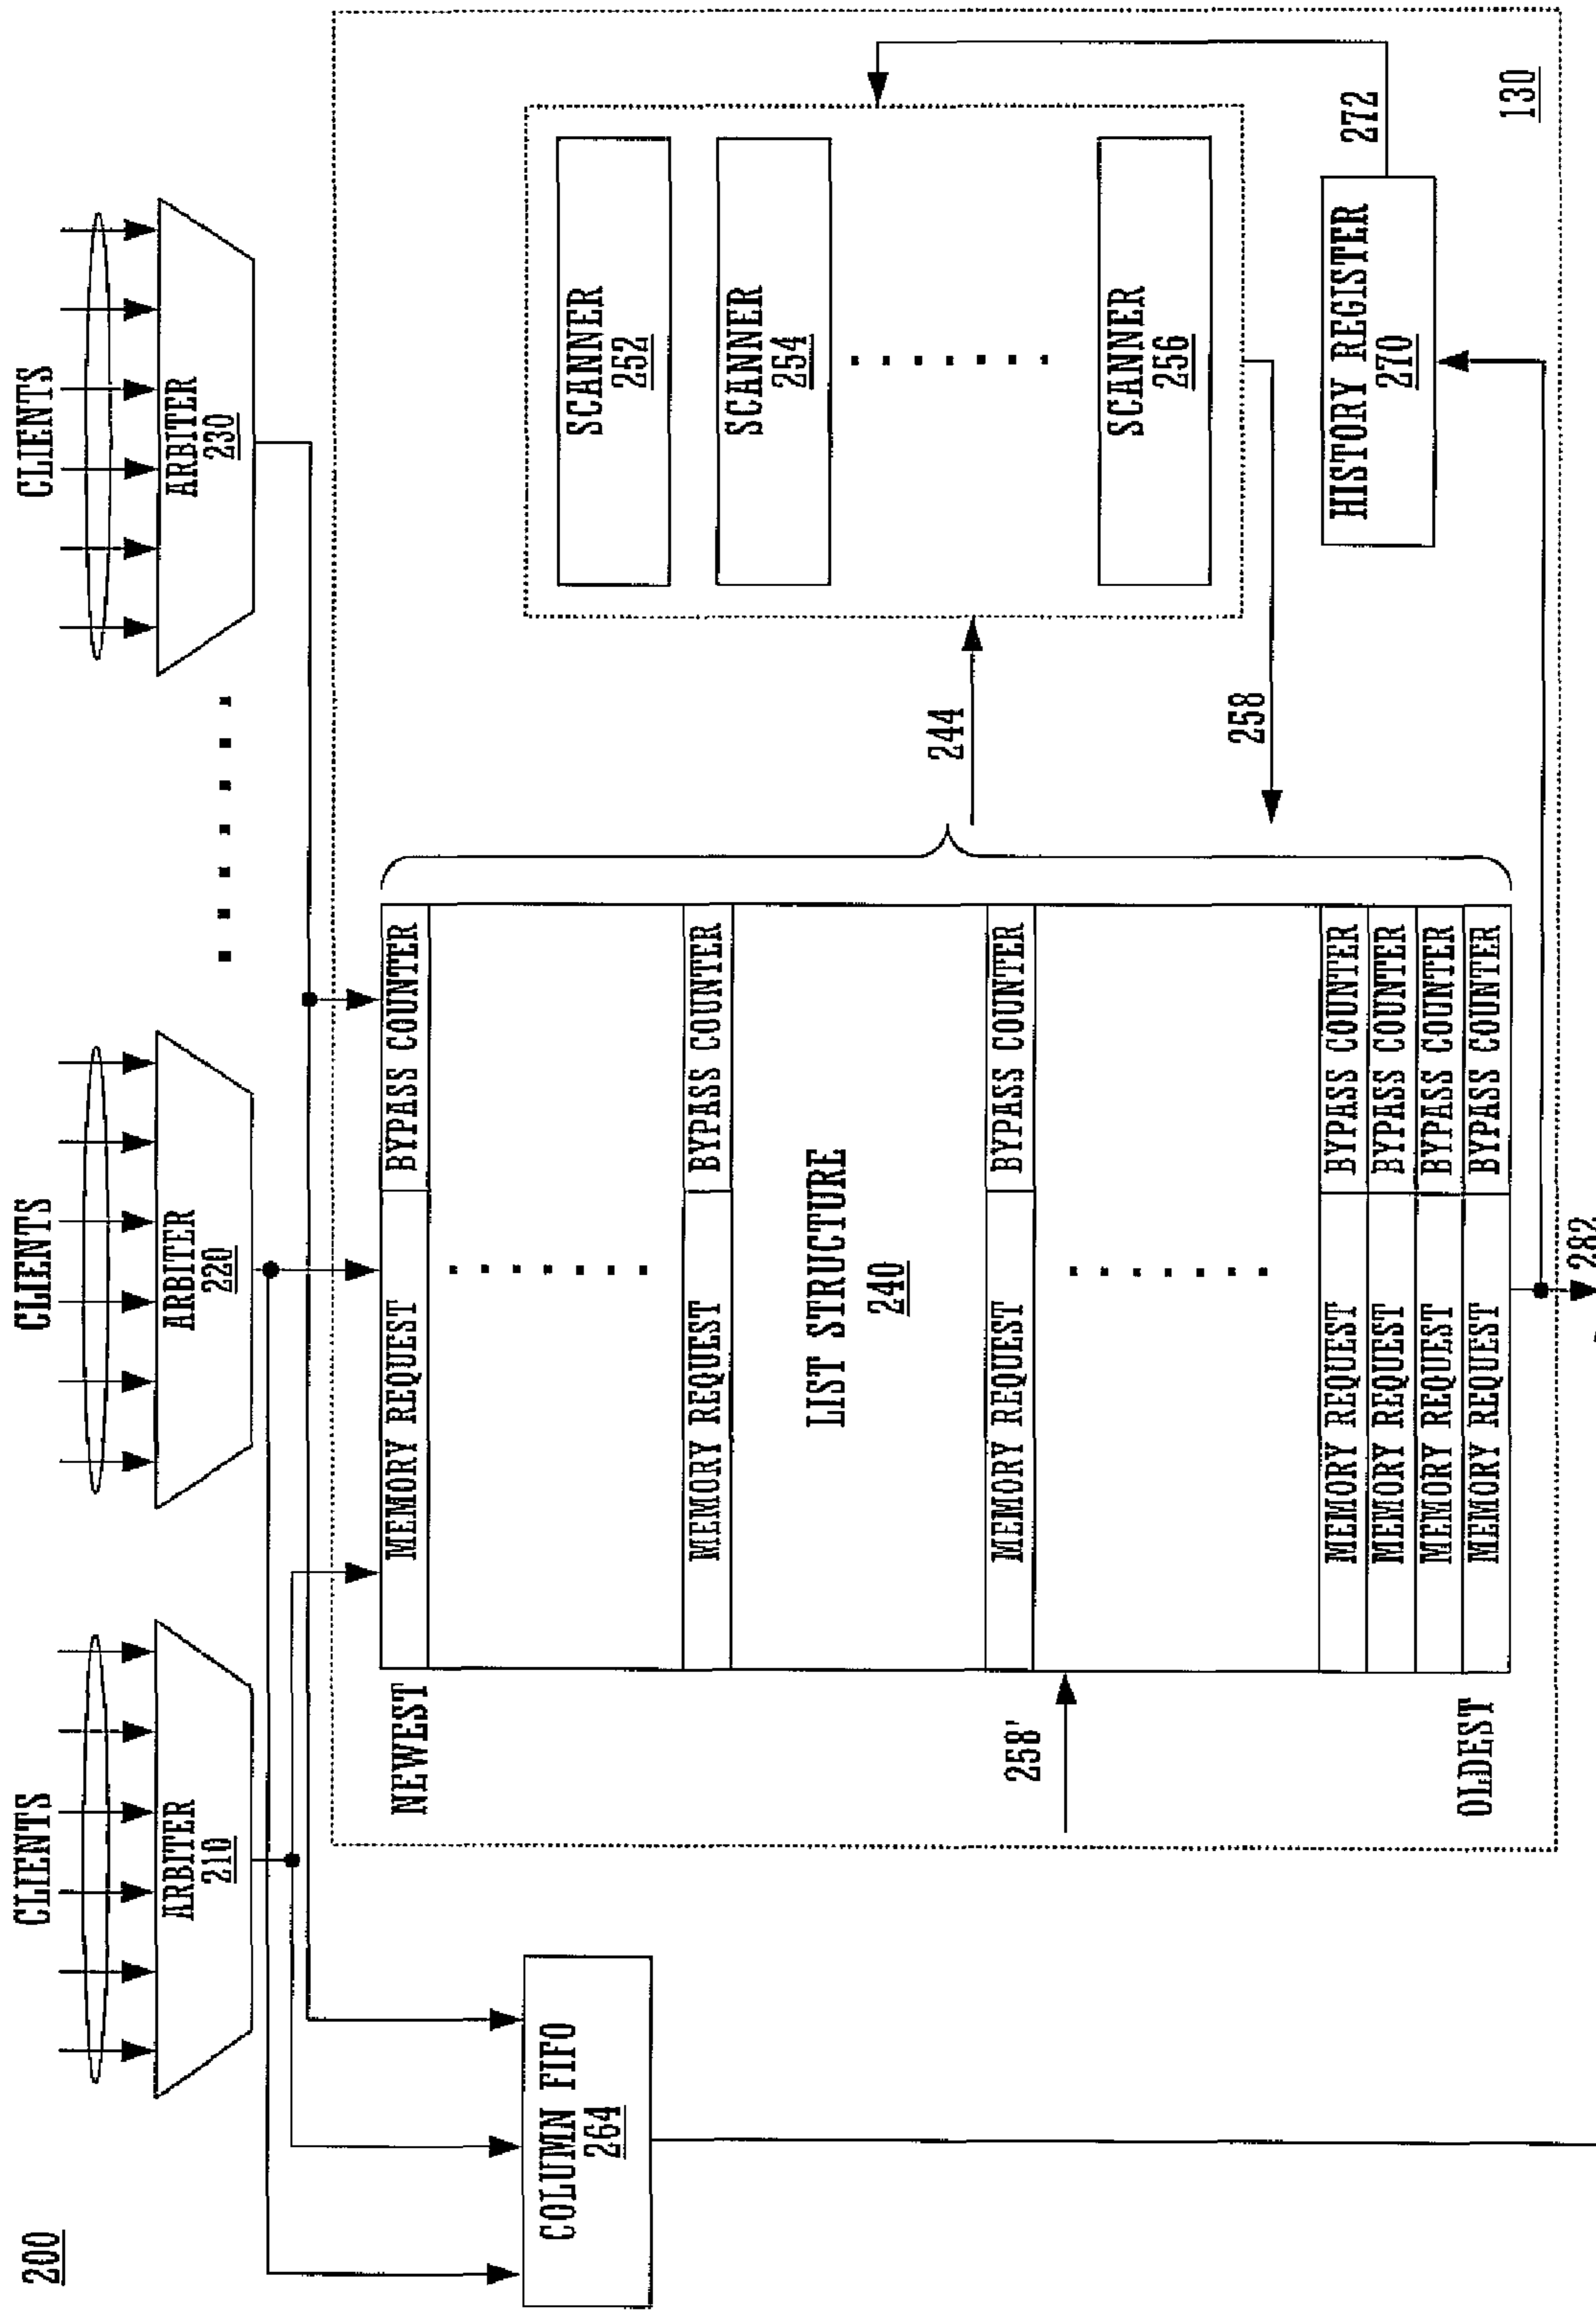 200
CLIENTS
CLIENTS
CLIENTS
ARBITER
210
ARBITER
220
ARBITER
230
COLUMN FIFO
264
NEWEST
MEMORY REQUEST
BYPASS COUNTER
MEMORY REQUEST
BYPASS COUNTER
LIST STRUCTURE
240
MEMORY REQUEST
BYPASS COUNTER
258'
MEMORY REQUEST
BYPASS COUNTER
MEMORY REQUEST
BYPASS COUNTER
MEMORY REQUEST
BYPASS COUNTER
MEMORY REQUEST
BYPASS COUNTER
OLDEST
244
258
SCANNER
252
SCANNER
254
SCANNER
256
HISTORY REGISTER
270
272
130
282